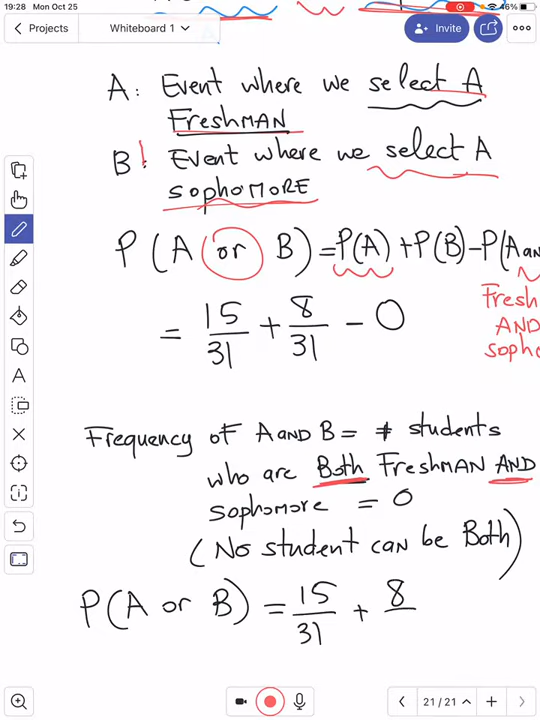 19:28 Mon Oct 25
46%
Projects
Whiteboard 1
Invite
A: Event where we select A
FreshMAN
B: Event where we select A
sophoMORE
P(A or B) = P(A) + P(B) - P(A an
Fresh
AND
sopho
= 15/31 + 8/31 - 0
Frequency of A and B = # students
who are Both FreshMAN AND
sophomore = 0
(No student can be Both)
P(A or B) = 15/31 + 8
A
21/21